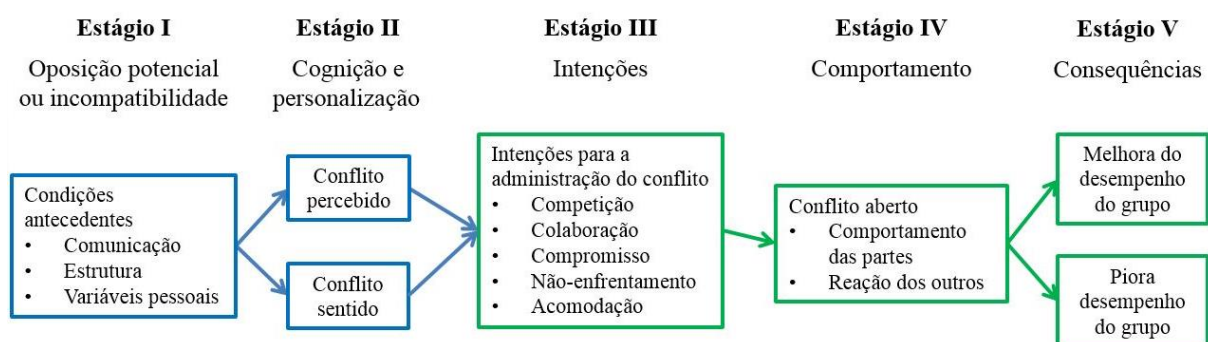 Estágio I
Oposição potencial
ou incompatibilidade
Condições
antecedentes
• Comunicação
• Estrutura
• Variáveis pessoais
Estágio II
Cognição e
personalização
Conflito
percebido
Conflito
sentido
Estágio III
Intenções
Intenções para a
administração do conflito
• Competição
• Colaboração
• Compromisso
• Não-enfrentamento
• Acomodação
Estágio IV
Comportamento
Conflito aberto
• Comportamento
das partes
• Reação dos outros
Estágio V
Consequências
Melhora do
desempenho
do grupo
Piora
desempenho
do grupo